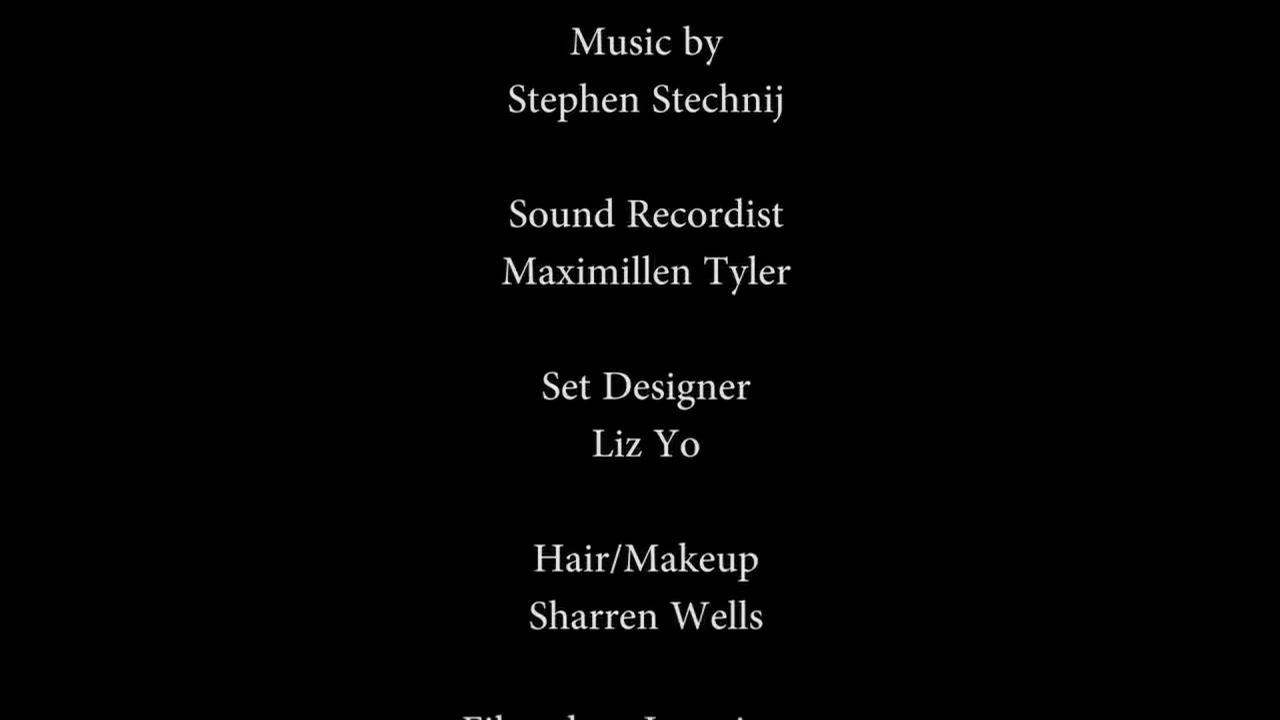 Music by
Stephen Stechnij
Sound Recordist
Maximillen Tyler
Set Designer
Liz Yo
Hair/Makeup
Sharren Wells